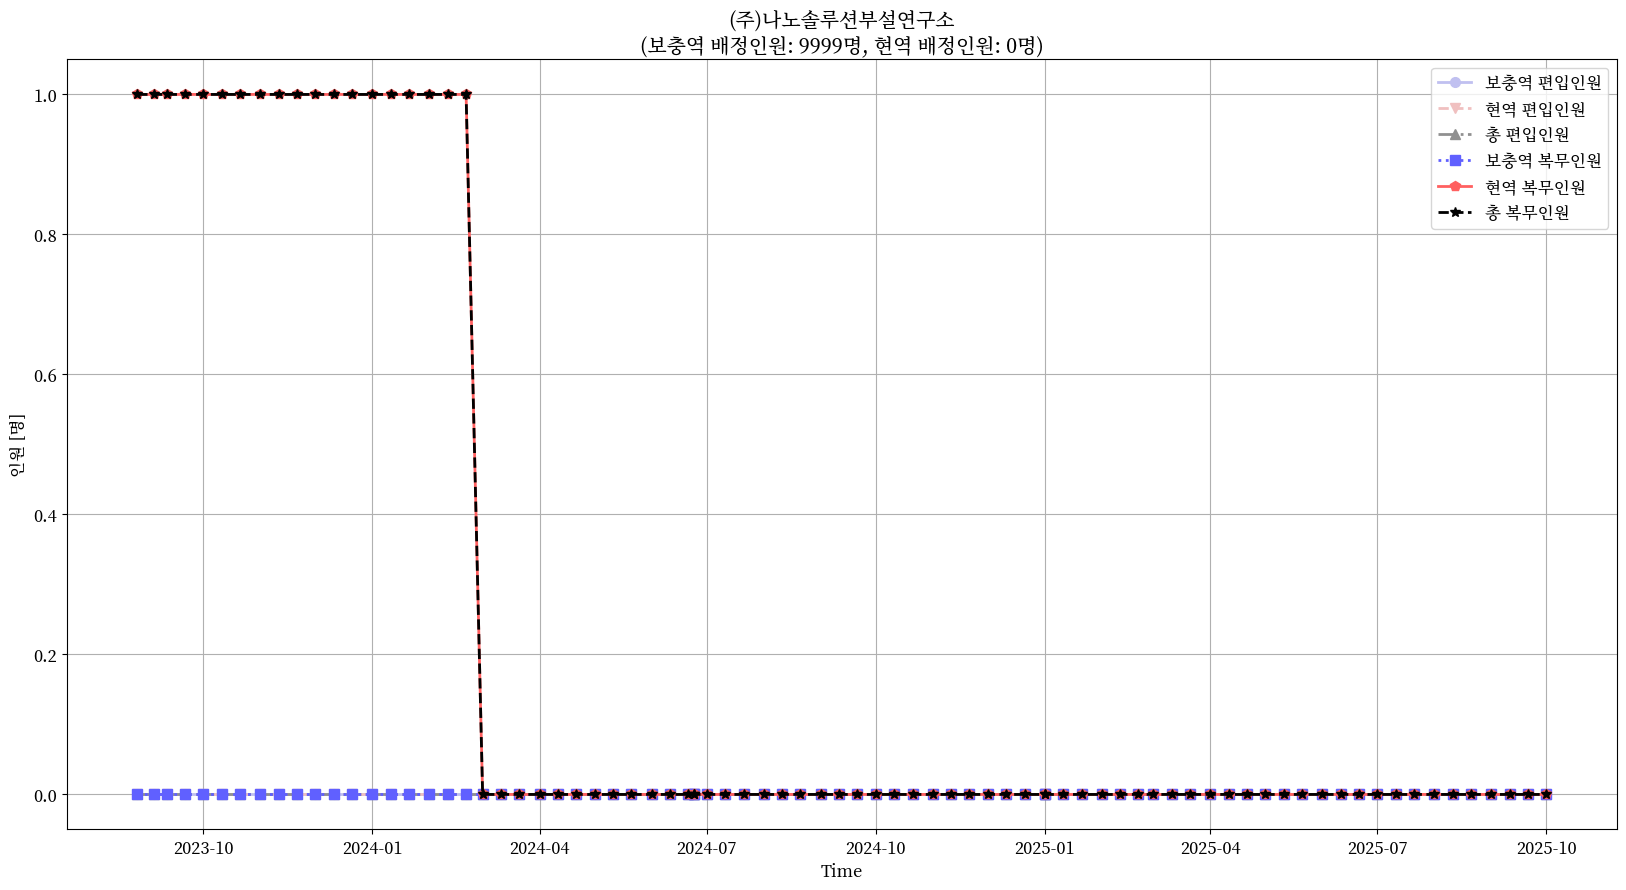 (주)나노솔루션부설연구소
(보충역 배정인원: 9999명, 현역 배정인원: 0명)
보충역 편입인원
현역 편입인원
총 편입인원
보충역 복무인원
현역 복무인원
총 복무인원
1.0
0.8
0.6
0.4
0.2
0.0
인원 [명]
2023-10
2024-01
2024-04
2024-07
2024-10
2025-01
2025-04
2025-07
2025-10
Time